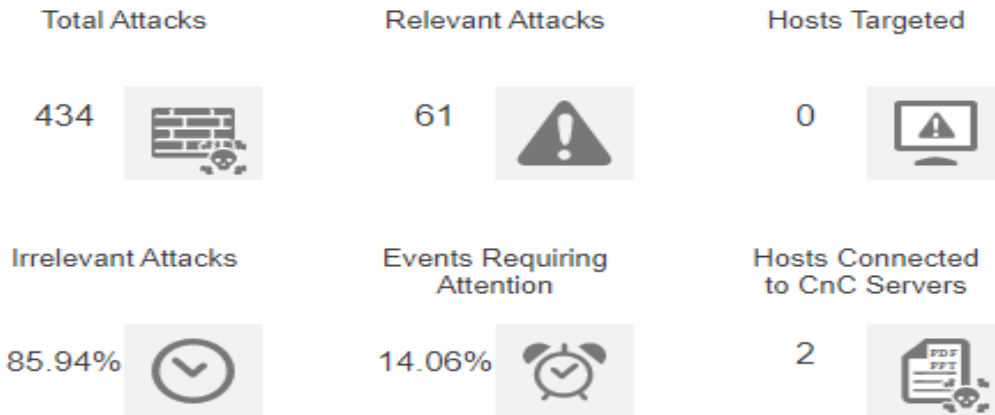 Total Attacks
Relevant Attacks
Hosts Targeted
434
61
0
Irrelevant Attacks
Events Requiring
Attention
Hosts Connected
to CnC Servers
85.94%
14.06%
2
PDF
PPT